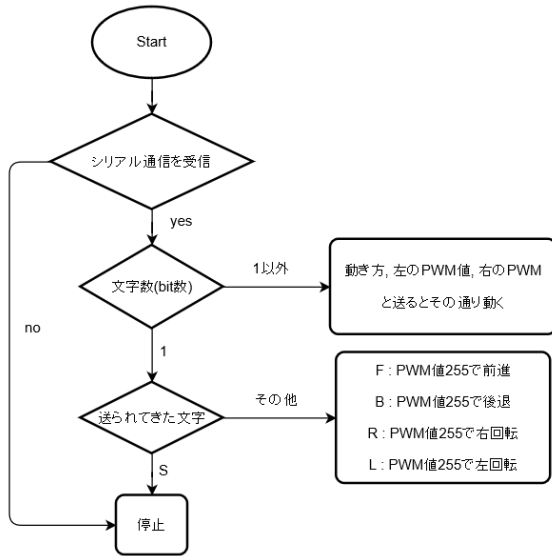 Start
シリアル通信を受信
yes
no
文字数(bit数)
1以外
動き方, 左のPWM値, 右のPWM
と送るとその通り動く
1
送られてきた文字
その他
F : PWM値255で前進
B : PWM値255で後退
R : PWM値255で右回転
L : PWM値255で左回転
S
停止